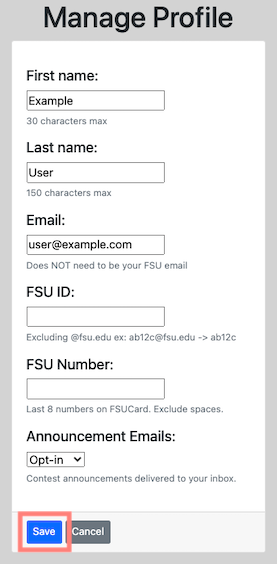 Manage Profile
First name:
Example
30 characters max
Last name:
User
150 characters max
Email:
user@example.com
Does NOT need to be your FSU email
FSU ID:
Excluding @fsu.edu ex: ab12c@fsu.edu -> ab12c
FSU Number:
Last 8 numbers on FSUCard. Exclude spaces.
Announcement Emails:
Opt-in
Contest announcements delivered to your inbox.
Save Cancel